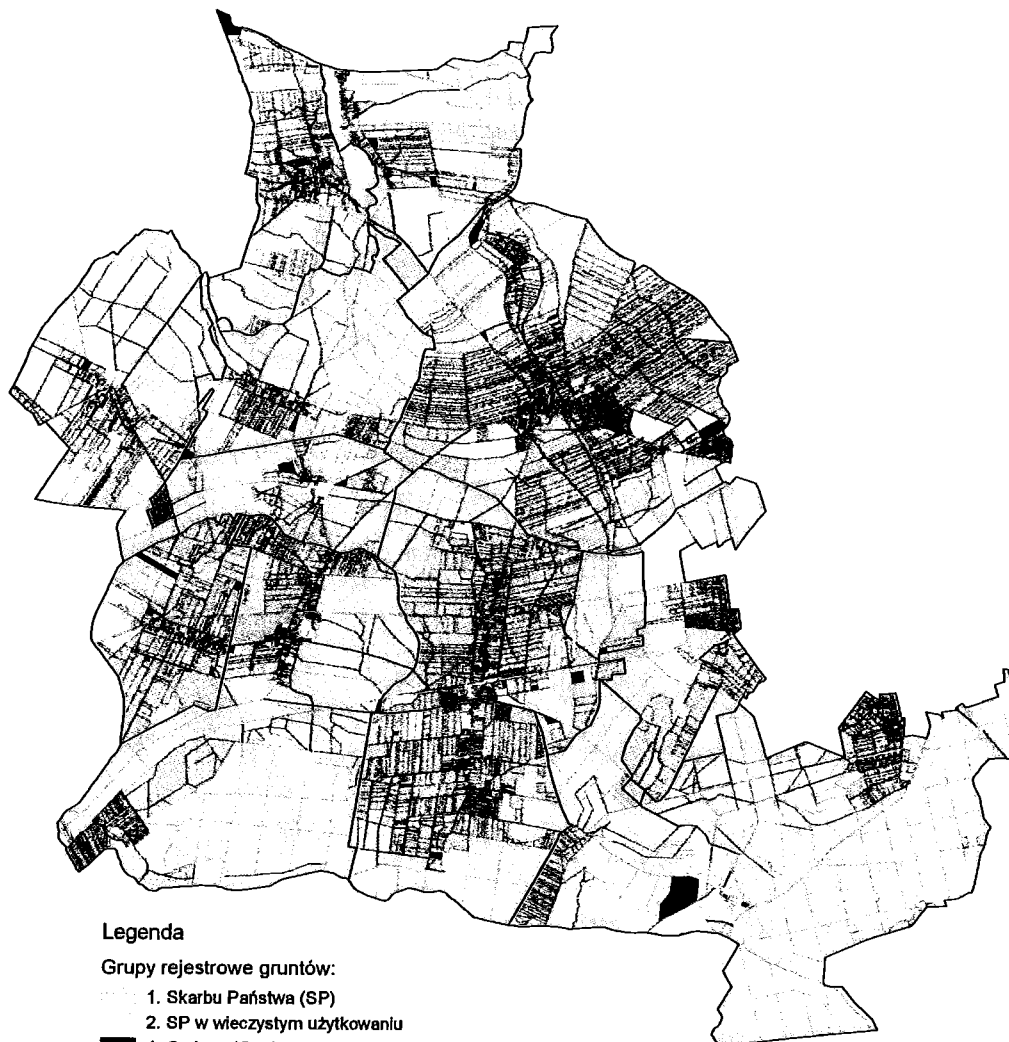 Legenda
Grupy rejestrowe gruntów:
1. Skarbu Państwa (SP)
2. SP w wieczystym użytkowaniu